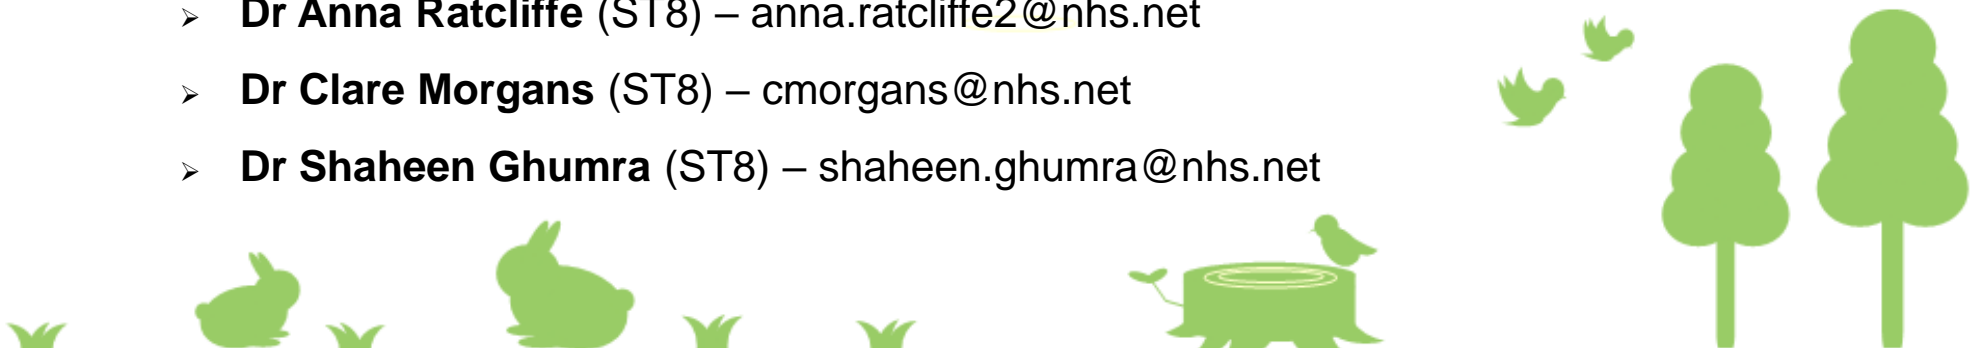 ➢ Dr Anna Ratcliffe (ST8) – anna.ratcliffe2@nhs.net
➢ Dr Clare Morgans (ST8) – cmorgans@nhs.net
➢ Dr Shaheen Ghumra (ST8) – shaheen.ghumra@nhs.net